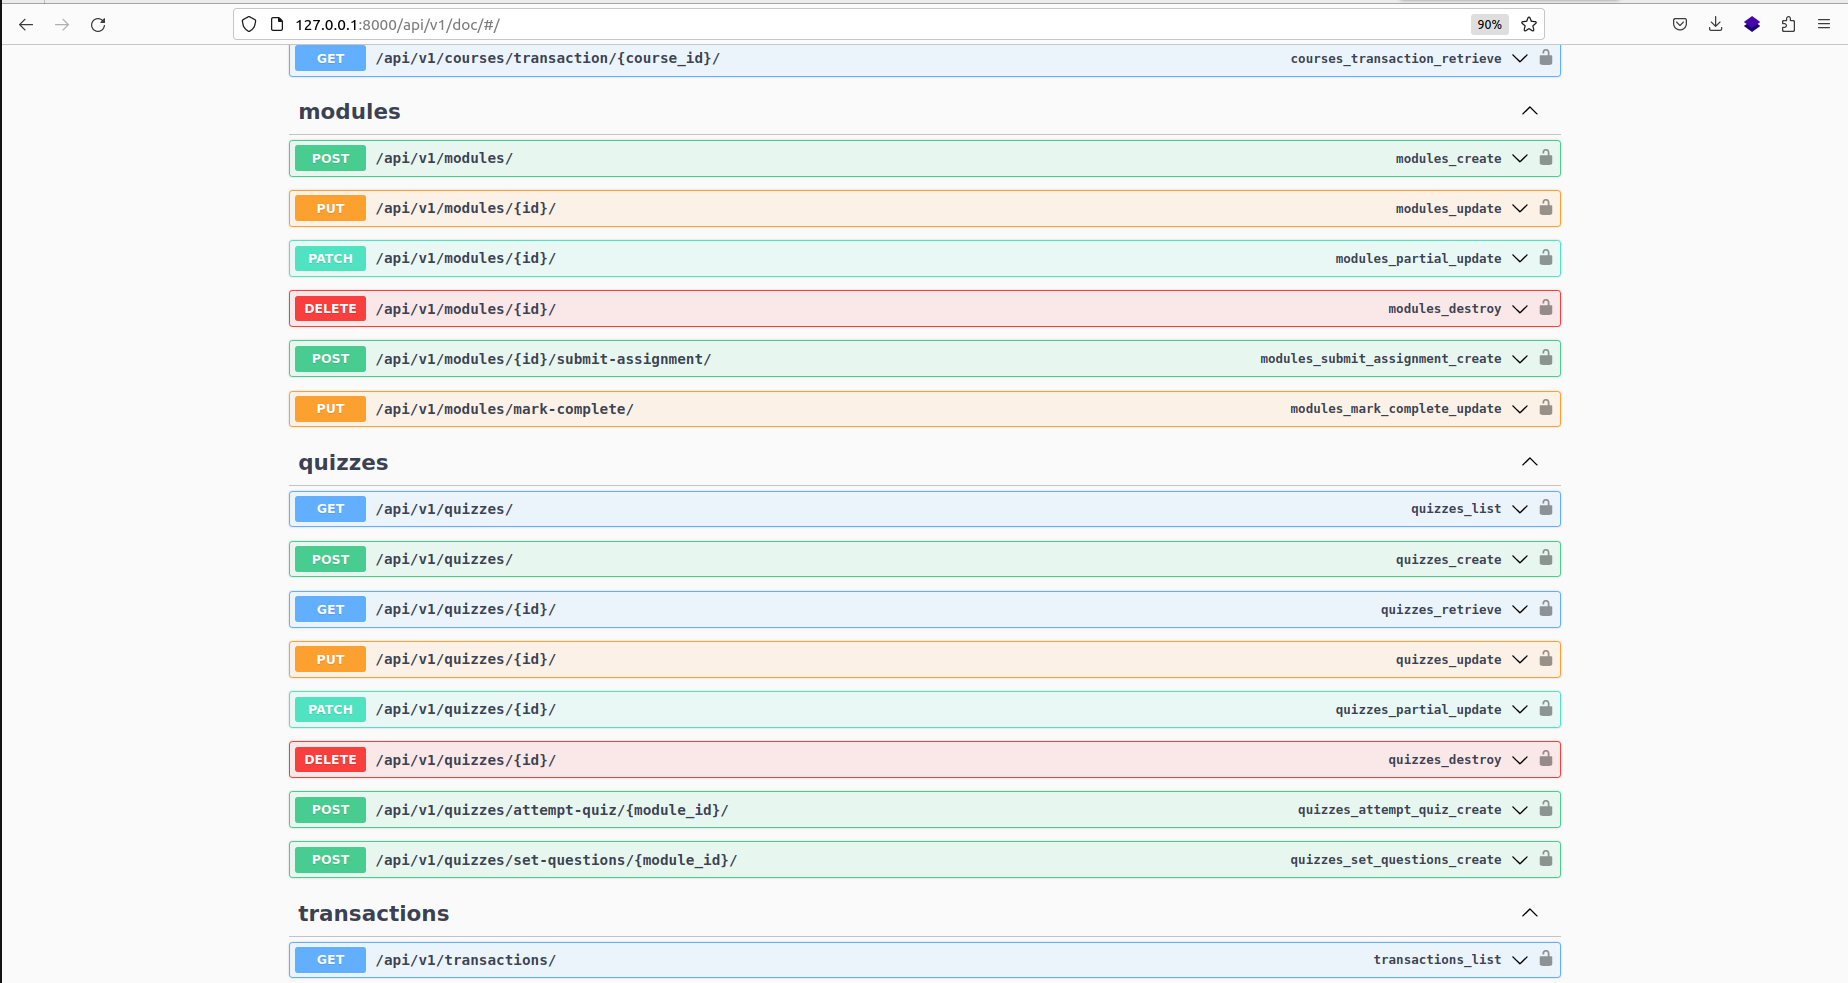 127.0.0.1:8000/api/v1/doc/#/ 90%
GET /api/v1/courses/transaction/{course_id}/ courses_transaction_retrieve
modules
POST /api/v1/modules/ modules_create
PUT /api/v1/modules/{id}/ modules_update
PATCH /api/v1/modules/{id}/ modules_partial_update
DELETE /api/v1/modules/{id}/ modules_destroy
POST /api/v1/modules/{id}/submit-assignment/ modules_submit_assignment_create
PUT /api/v1/modules/mark-complete/ modules_mark_complete_update
quizzes
GET /api/v1/quizzes/ quizzes_list
POST /api/v1/quizzes/ quizzes_create
GET /api/v1/quizzes/{id}/ quizzes_retrieve
PUT /api/v1/quizzes/{id}/ quizzes_update
PATCH /api/v1/quizzes/{id}/ quizzes_partial_update
DELETE /api/v1/quizzes/{id}/ quizzes_destroy
POST /api/v1/quizzes/attempt-quiz/{module_id}/ quizzes_attempt_quiz_create
POST /api/v1/quizzes/set-questions/{module_id}/ quizzes_set_questions_create
transactions
GET /api/v1/transactions/ transactions_list